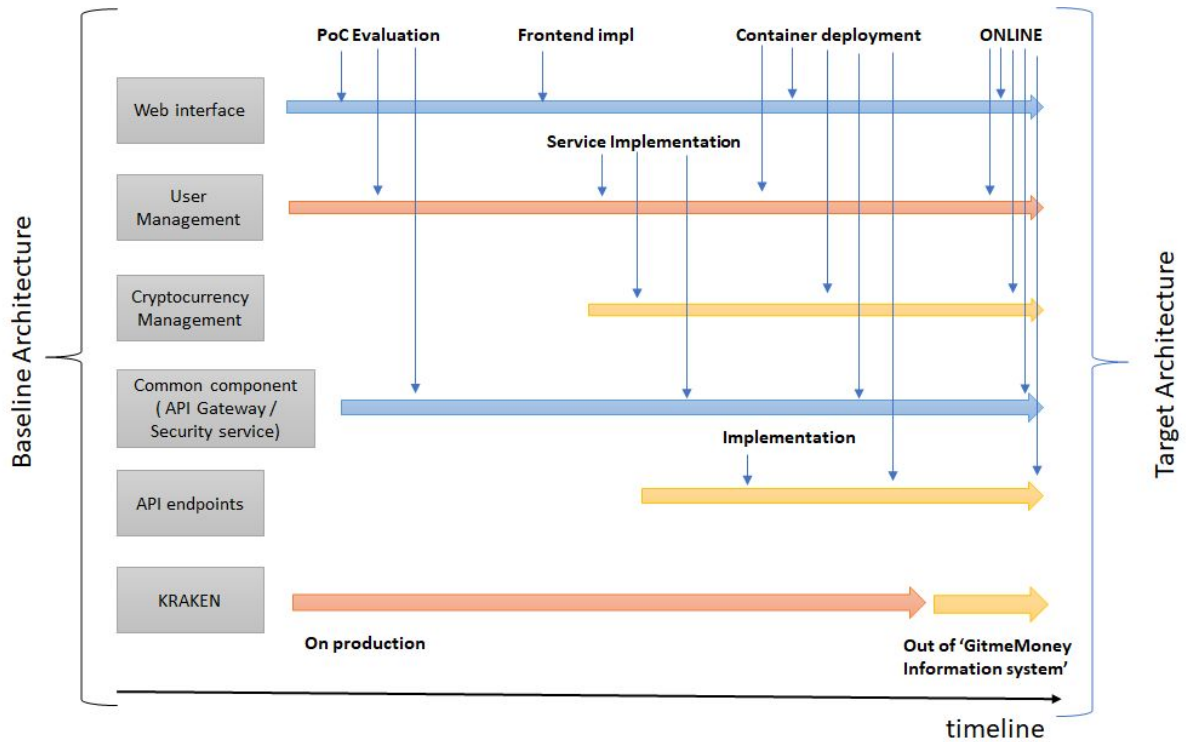 PoC Evaluation
Frontend impl
Container deployment
ONLINE
Web interface
Service Implementation
User
Management
Cryptocurrency
Management
Common component
( API Gateway /
Security service)
Implementation
API endpoints
KRAKEN
On production
Out of ‘GitmeMoney
Information system’
timeline
Baseline Architecture
Target Architecture